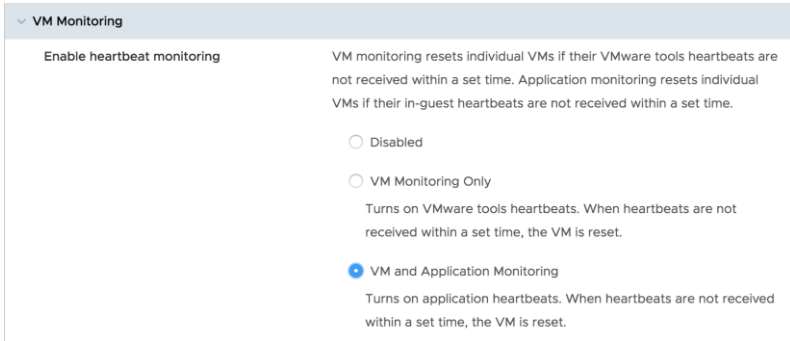 VM Monitoring
Enable heartbeat monitoring
VM monitoring resets individual VMs if their VMware tools heartbeats are
not received within a set time. Application monitoring resets individual
VMs if their in-guest heartbeats are not received within a set time.
Disabled
VM Monitoring Only
Turns on VMware tools heartbeats. When heartbeats are not
received within a set time, the VM is reset.
VM and Application Monitoring
Turns on application heartbeats. When heartbeats are not received
within a set time, the VM is reset.